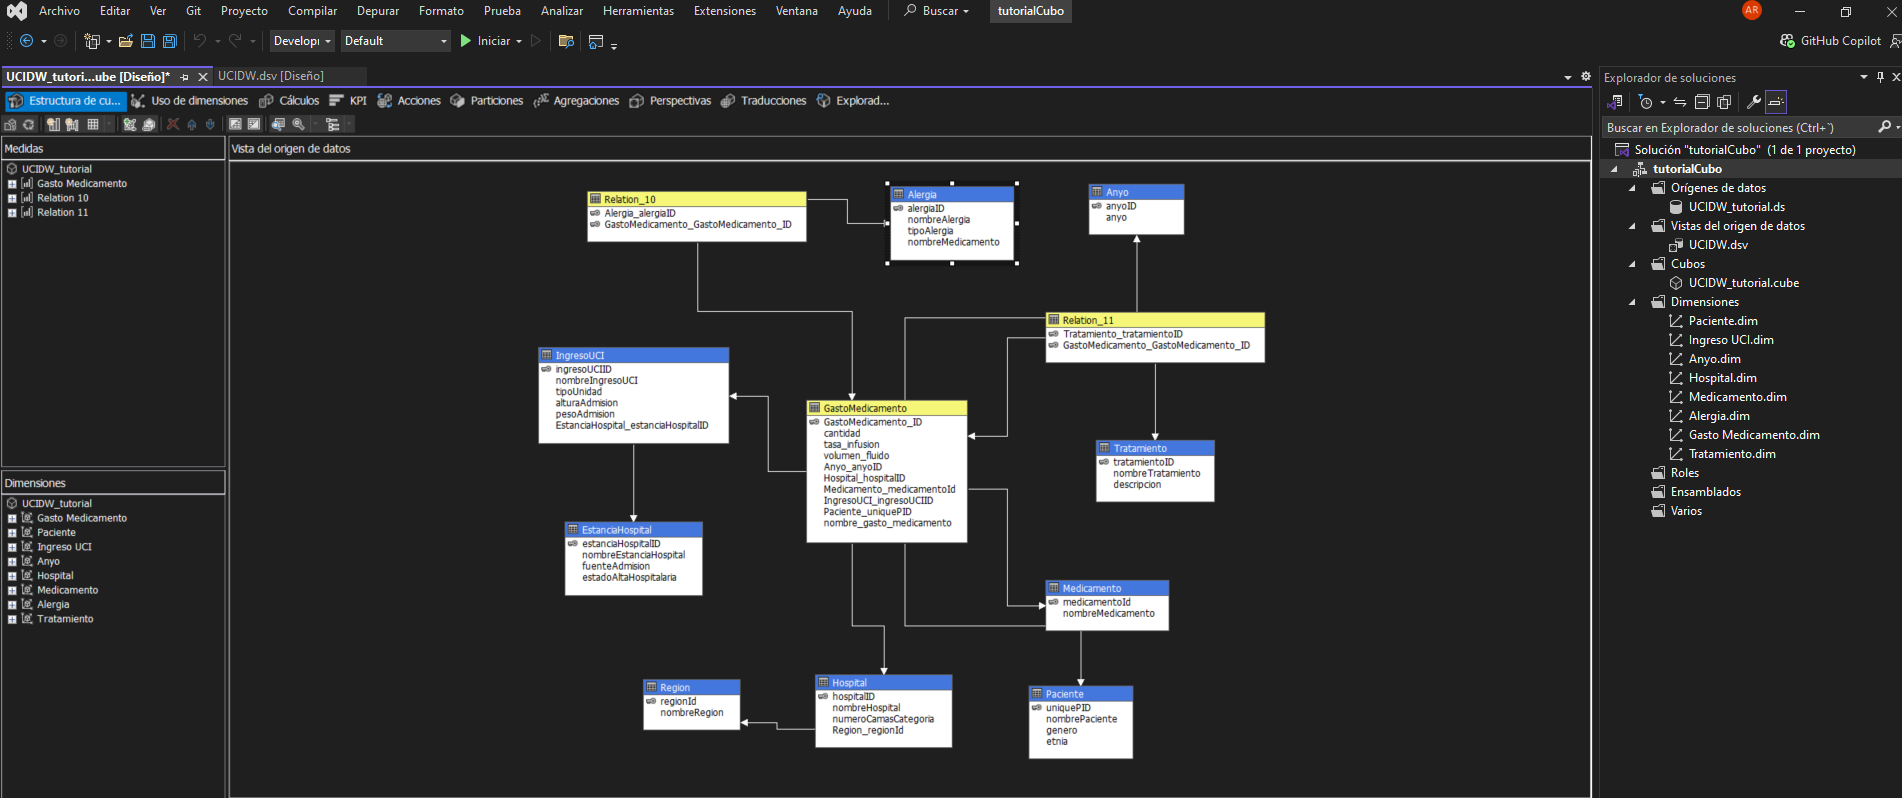 Archivo Editar Ver Git Proyecto Compilar Depurar Formato Prueba Analizar Herramientas Extensiones Ventana Ayuda Buscar tutorialCubo AR
Develop Default Iniciar GitHub Copilot
UCIDW_tutori...ube [Diseño]* UCIDW.dsv [Diseño]
Estructura de cu... Uso de dimensiones Cálculos KPI Acciones Particiones Agregaciones Perspectivas Traducciones Explorad...
Medidas
UCIDW_tutorial
Gasto Medicamento
Relation 10
Relation 11
Dimensiones
UCIDW_tutorial
Gasto Medicamento
Paciente
Ingreso UCI
Anyo
Hospital
Medicamento
Alergia
Tratamiento
Vista del origen de datos
Relation_10
Alergia_alergiaID
GastoMedicamento_GastoMedicamento_ID
Alergia
alergiaID
nombreAlergia
tipoAlergia
nombreMedicamento
Anyo
anyoID
anyo
Relation_11
Tratamiento_tratamientoID
GastoMedicamento_GastoMedicamento_ID
IngresoUCI
ingresoUCIID
nombreIngresoUCI
tipoUnidad
alturaAdmision
pesoAdmision
EstanciaHospital_estanciaHospitalID
GastoMedicamento
GastoMedicamento_ID
cantidad
tasa_infusion
volumen_fluido
Anyo_anyoID
Hospital_hospitalID
Medicamento_medicamentoId
IngresoUCI_ingresoUCIID
Paciente_uniquePID
nombre_gasto_medicamento
Tratamiento
tratamientoID
nombreTratamiento
descripcion
EstanciaHospital
estanciaHospitalID
nombreEstanciaHospital
fuenteAdmision
estadoAltaHospitalaria
Medicamento
medicamentoId
nombreMedicamento
Region
regionId
nombreRegion
Hospital
hospitalID
nombreHospital
numeroCamasCategoria
Region_regionId
Paciente
uniquePID
nombrePaciente
genero
etnia
Explorador de soluciones
Buscar en Explorador de soluciones (Ctrl+´)
Solución "tutorialCubo" (1 de 1 proyecto)
tutorialCubo
Orígenes de datos
UCIDW_tutorial.ds
Vistas del origen de datos
UCIDW.dsv
Cubos
UCIDW_tutorial.cube
Dimensiones
Paciente.dim
Ingreso UCI.dim
Anyo.dim
Hospital.dim
Medicamento.dim
Alergia.dim
Gasto Medicamento.dim
Tratamiento.dim
Roles
Ensamblados
Varios